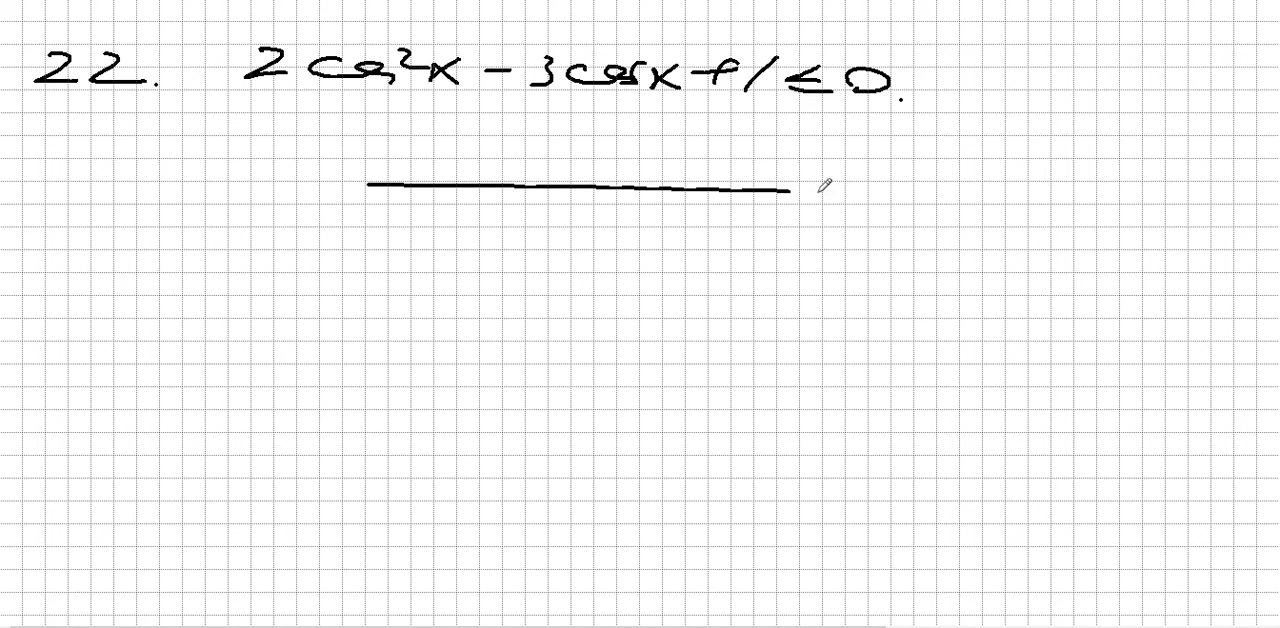 22. 2cos²x - 3cosx + 1 ≤ 0.